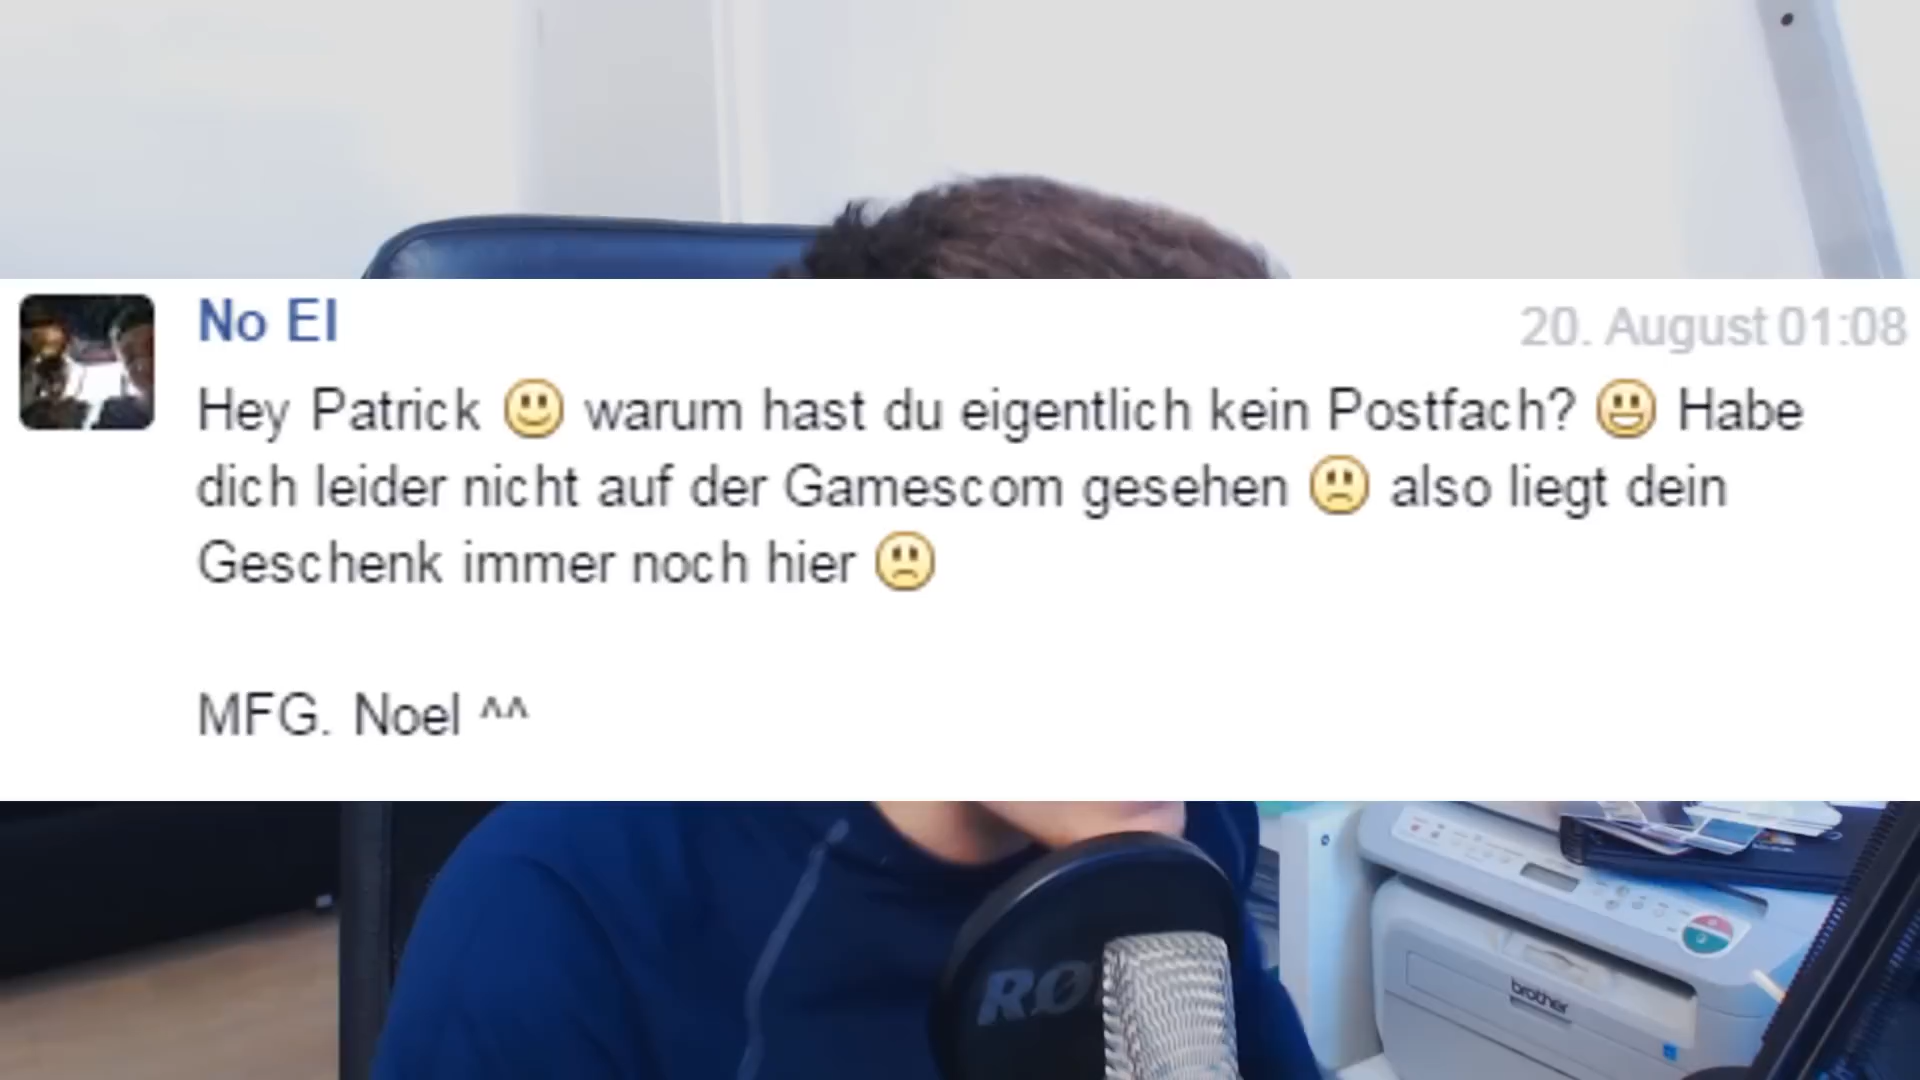 No El
20. August 01:08
Hey Patrick 🙂 warum hast du eigentlich kein Postfach? 😃 Habe
dich leider nicht auf der Gamescom gesehen 🙁 also liegt dein
Geschenk immer noch hier 🙁
MFG. Noel ^^
RØ
brother